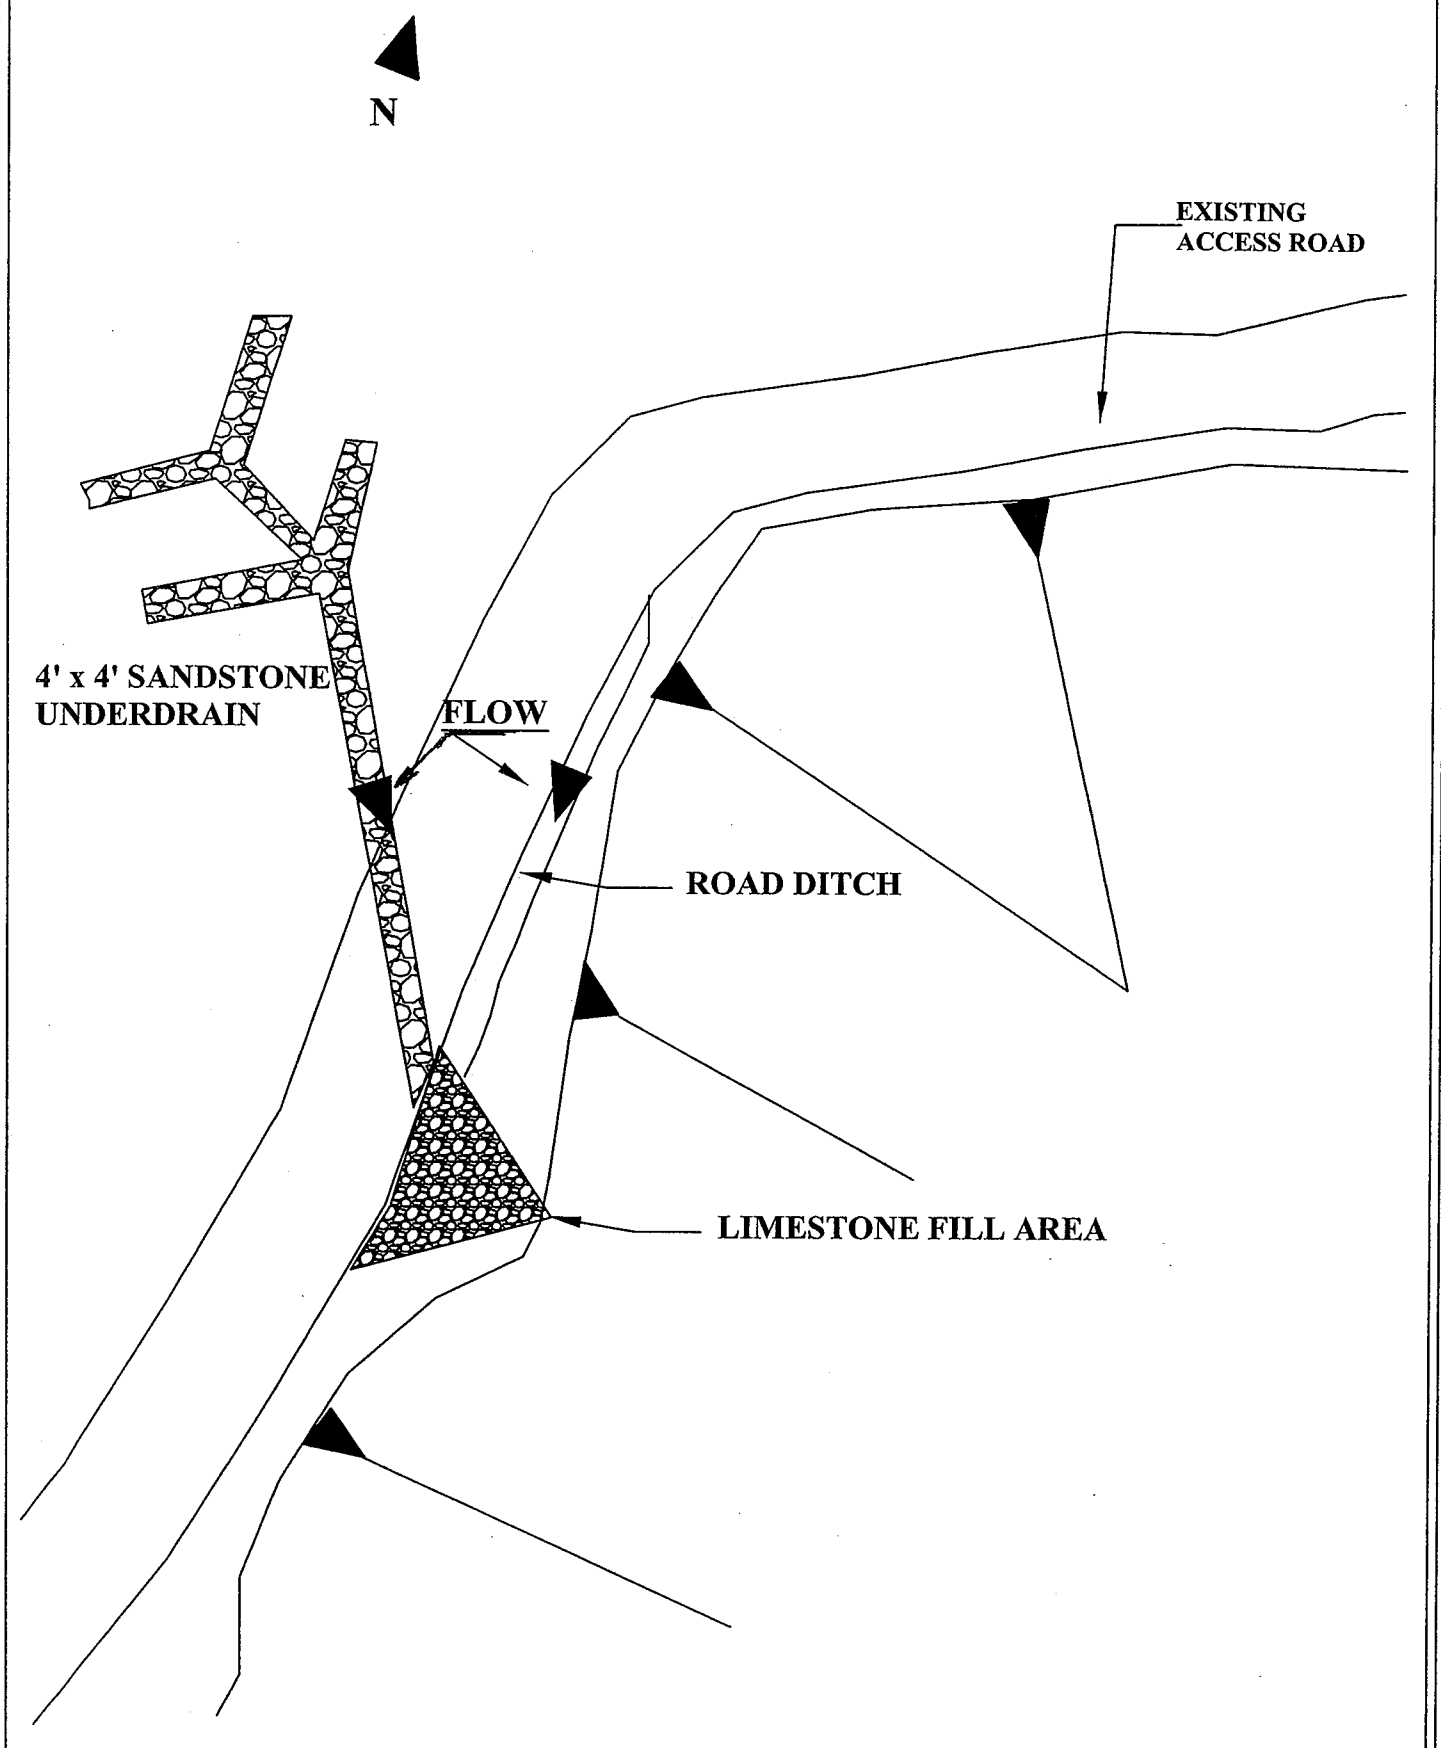 N
EXISTING
ACCESS ROAD
4' x 4' SANDSTONE
UNDERDRAIN
FLOW
ROAD DITCH
LIMESTONE FILL AREA